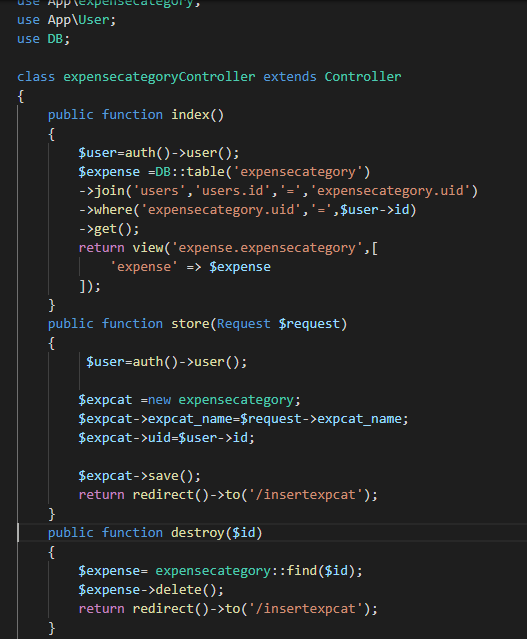 use App\expensecategory;
use App\User;
use DB;
class expensecategoryController extends Controller
{
public function index()
{
$user=auth()->user();
$expense =DB::table('expensecategory')
->join('users','users.id','=','expensecategory.uid')
->where('expensecategory.uid','=',$user->id)
->get();
return view('expense.expensecategory',[
'expense' => $expense
]);
}
public function store(Request $request)
{
$user=auth()->user();
$expcat =new expensecategory;
$expcat->expcat_name=$request->expcat_name;
$expcat->uid=$user->id;
$expcat->save();
return redirect()->to('/insertexpcat');
}
public function destroy($id)
{
$expense= expensecategory::find($id);
$expense->delete();
return redirect()->to('/insertexpcat');
}